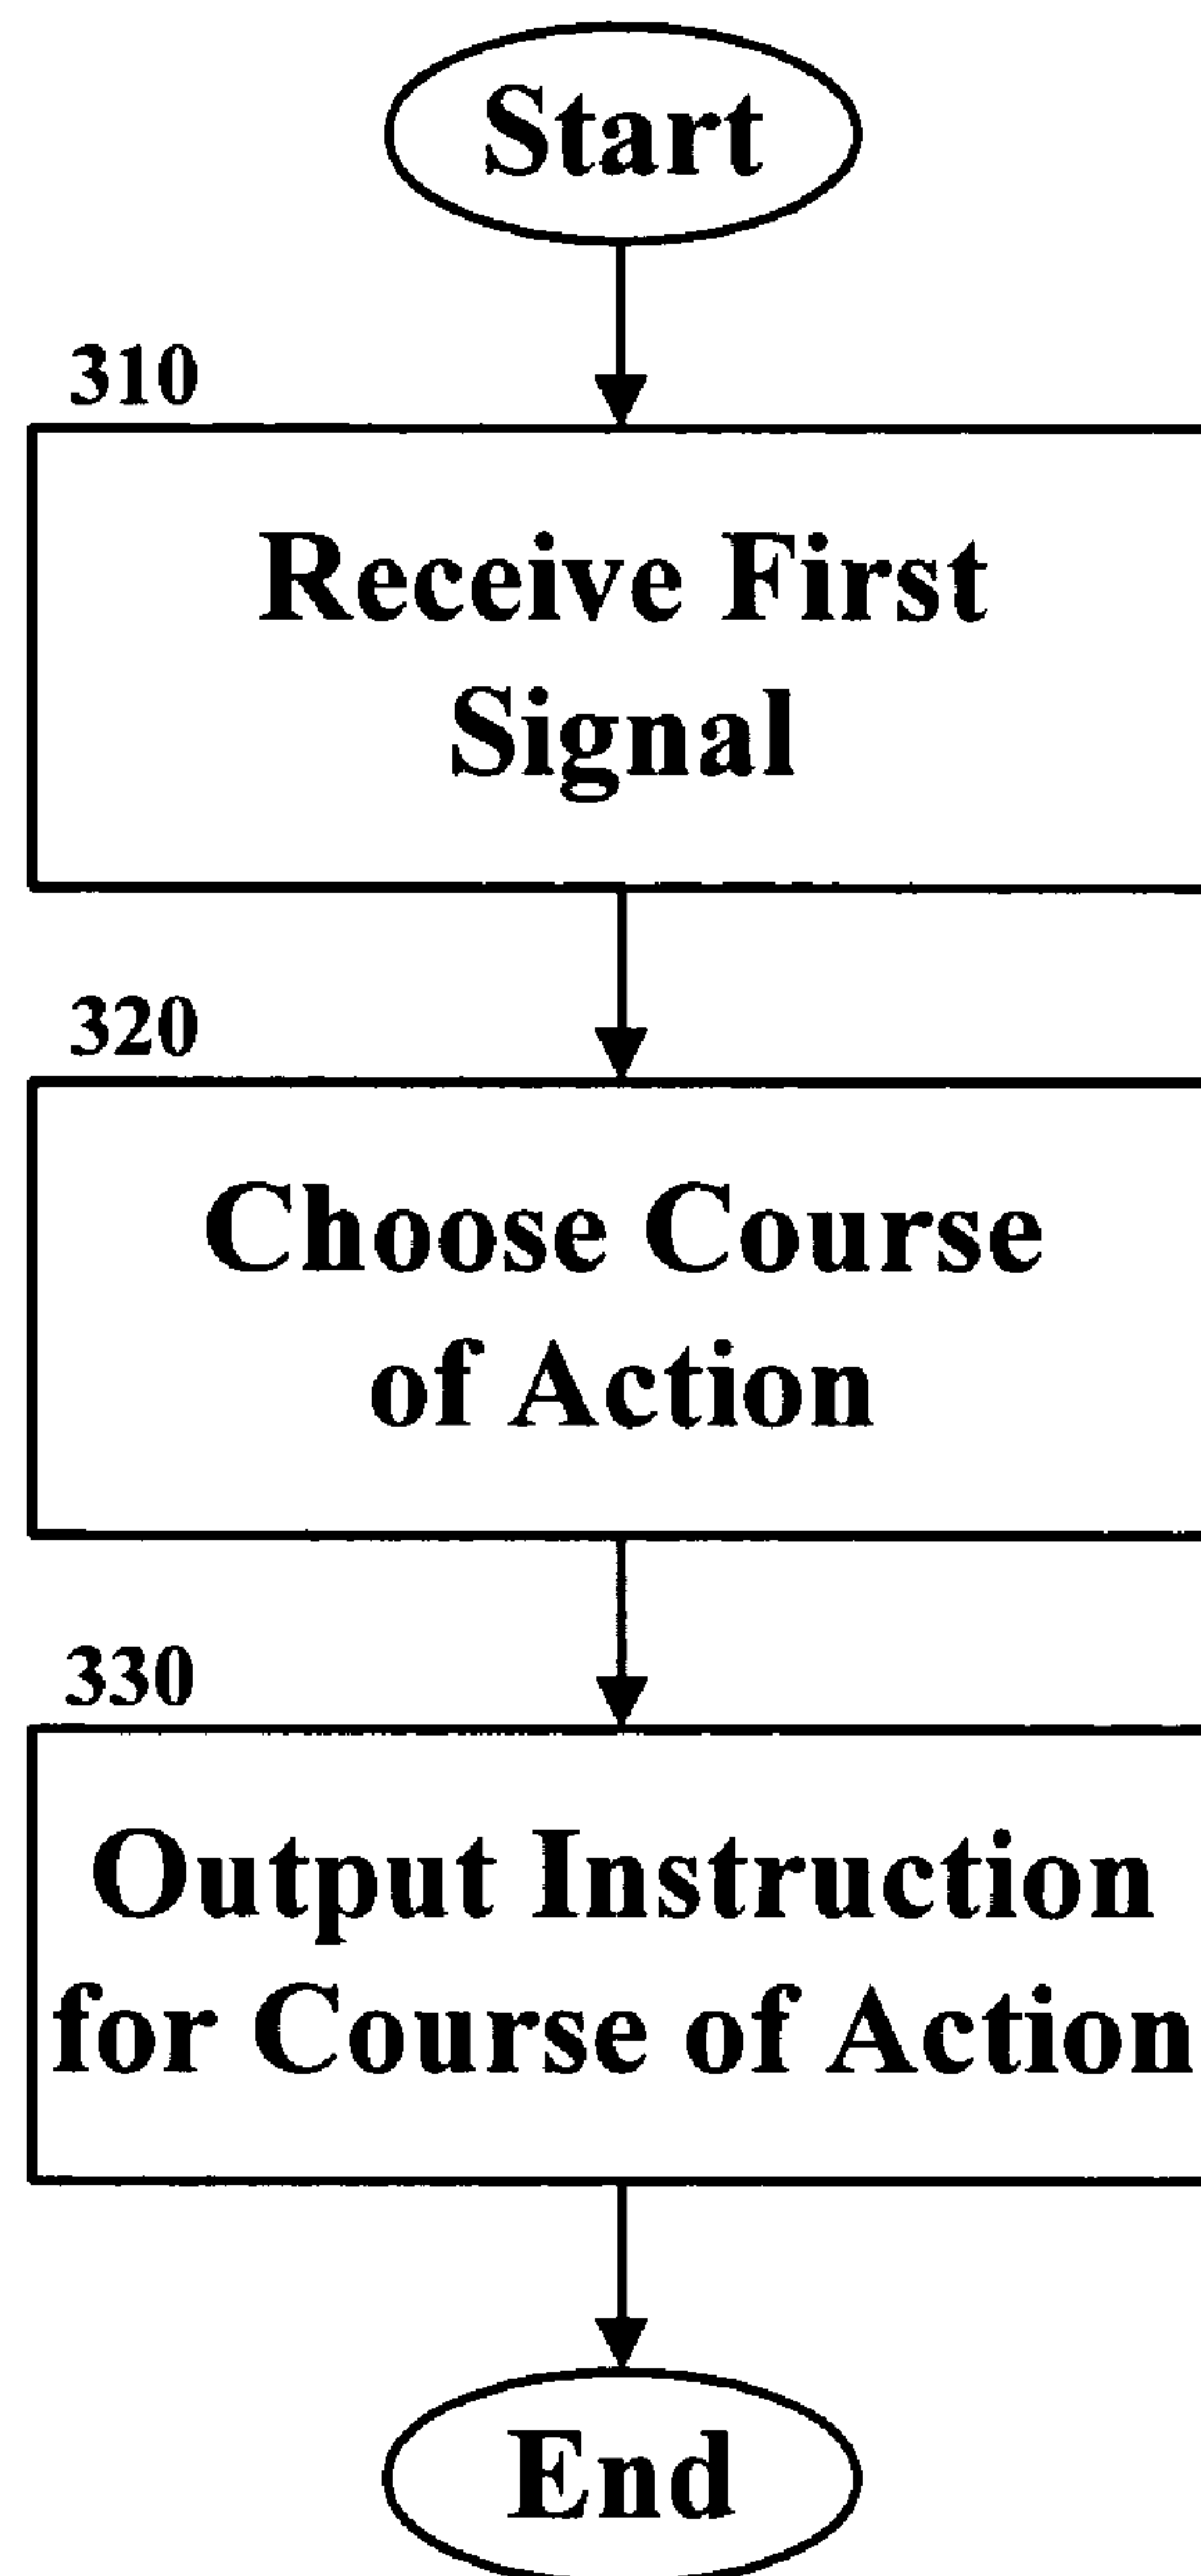 Start
310
Receive First
Signal
320
Choose Course
of Action
330
Output Instruction
for Course of Action
End